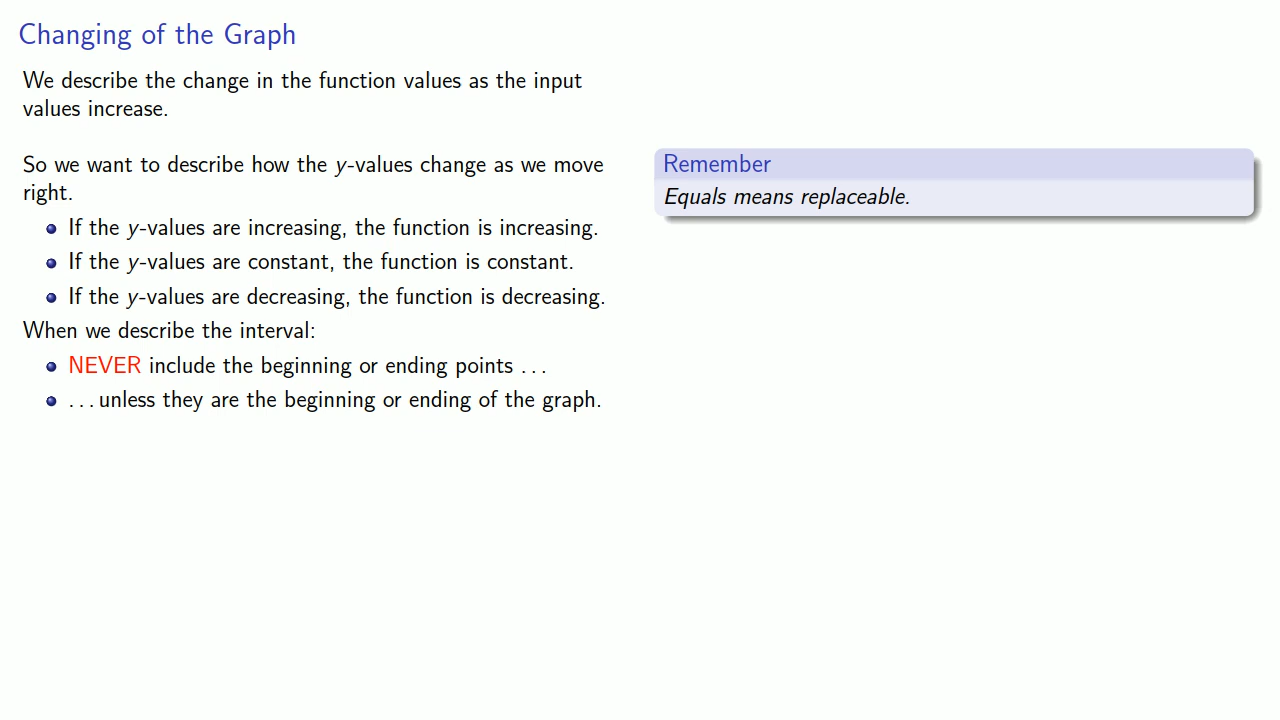 Changing of the Graph
We describe the change in the function values as the input
values increase.
So we want to describe how the y-values change as we move
right.
If the y-values are increasing, the function is increasing.
If the y-values are constant, the function is constant.
If the y-values are decreasing, the function is decreasing.
When we describe the interval:
NEVER include the beginning or ending points ...
...unless they are the beginning or ending of the graph.
Remember
Equals means replaceable.